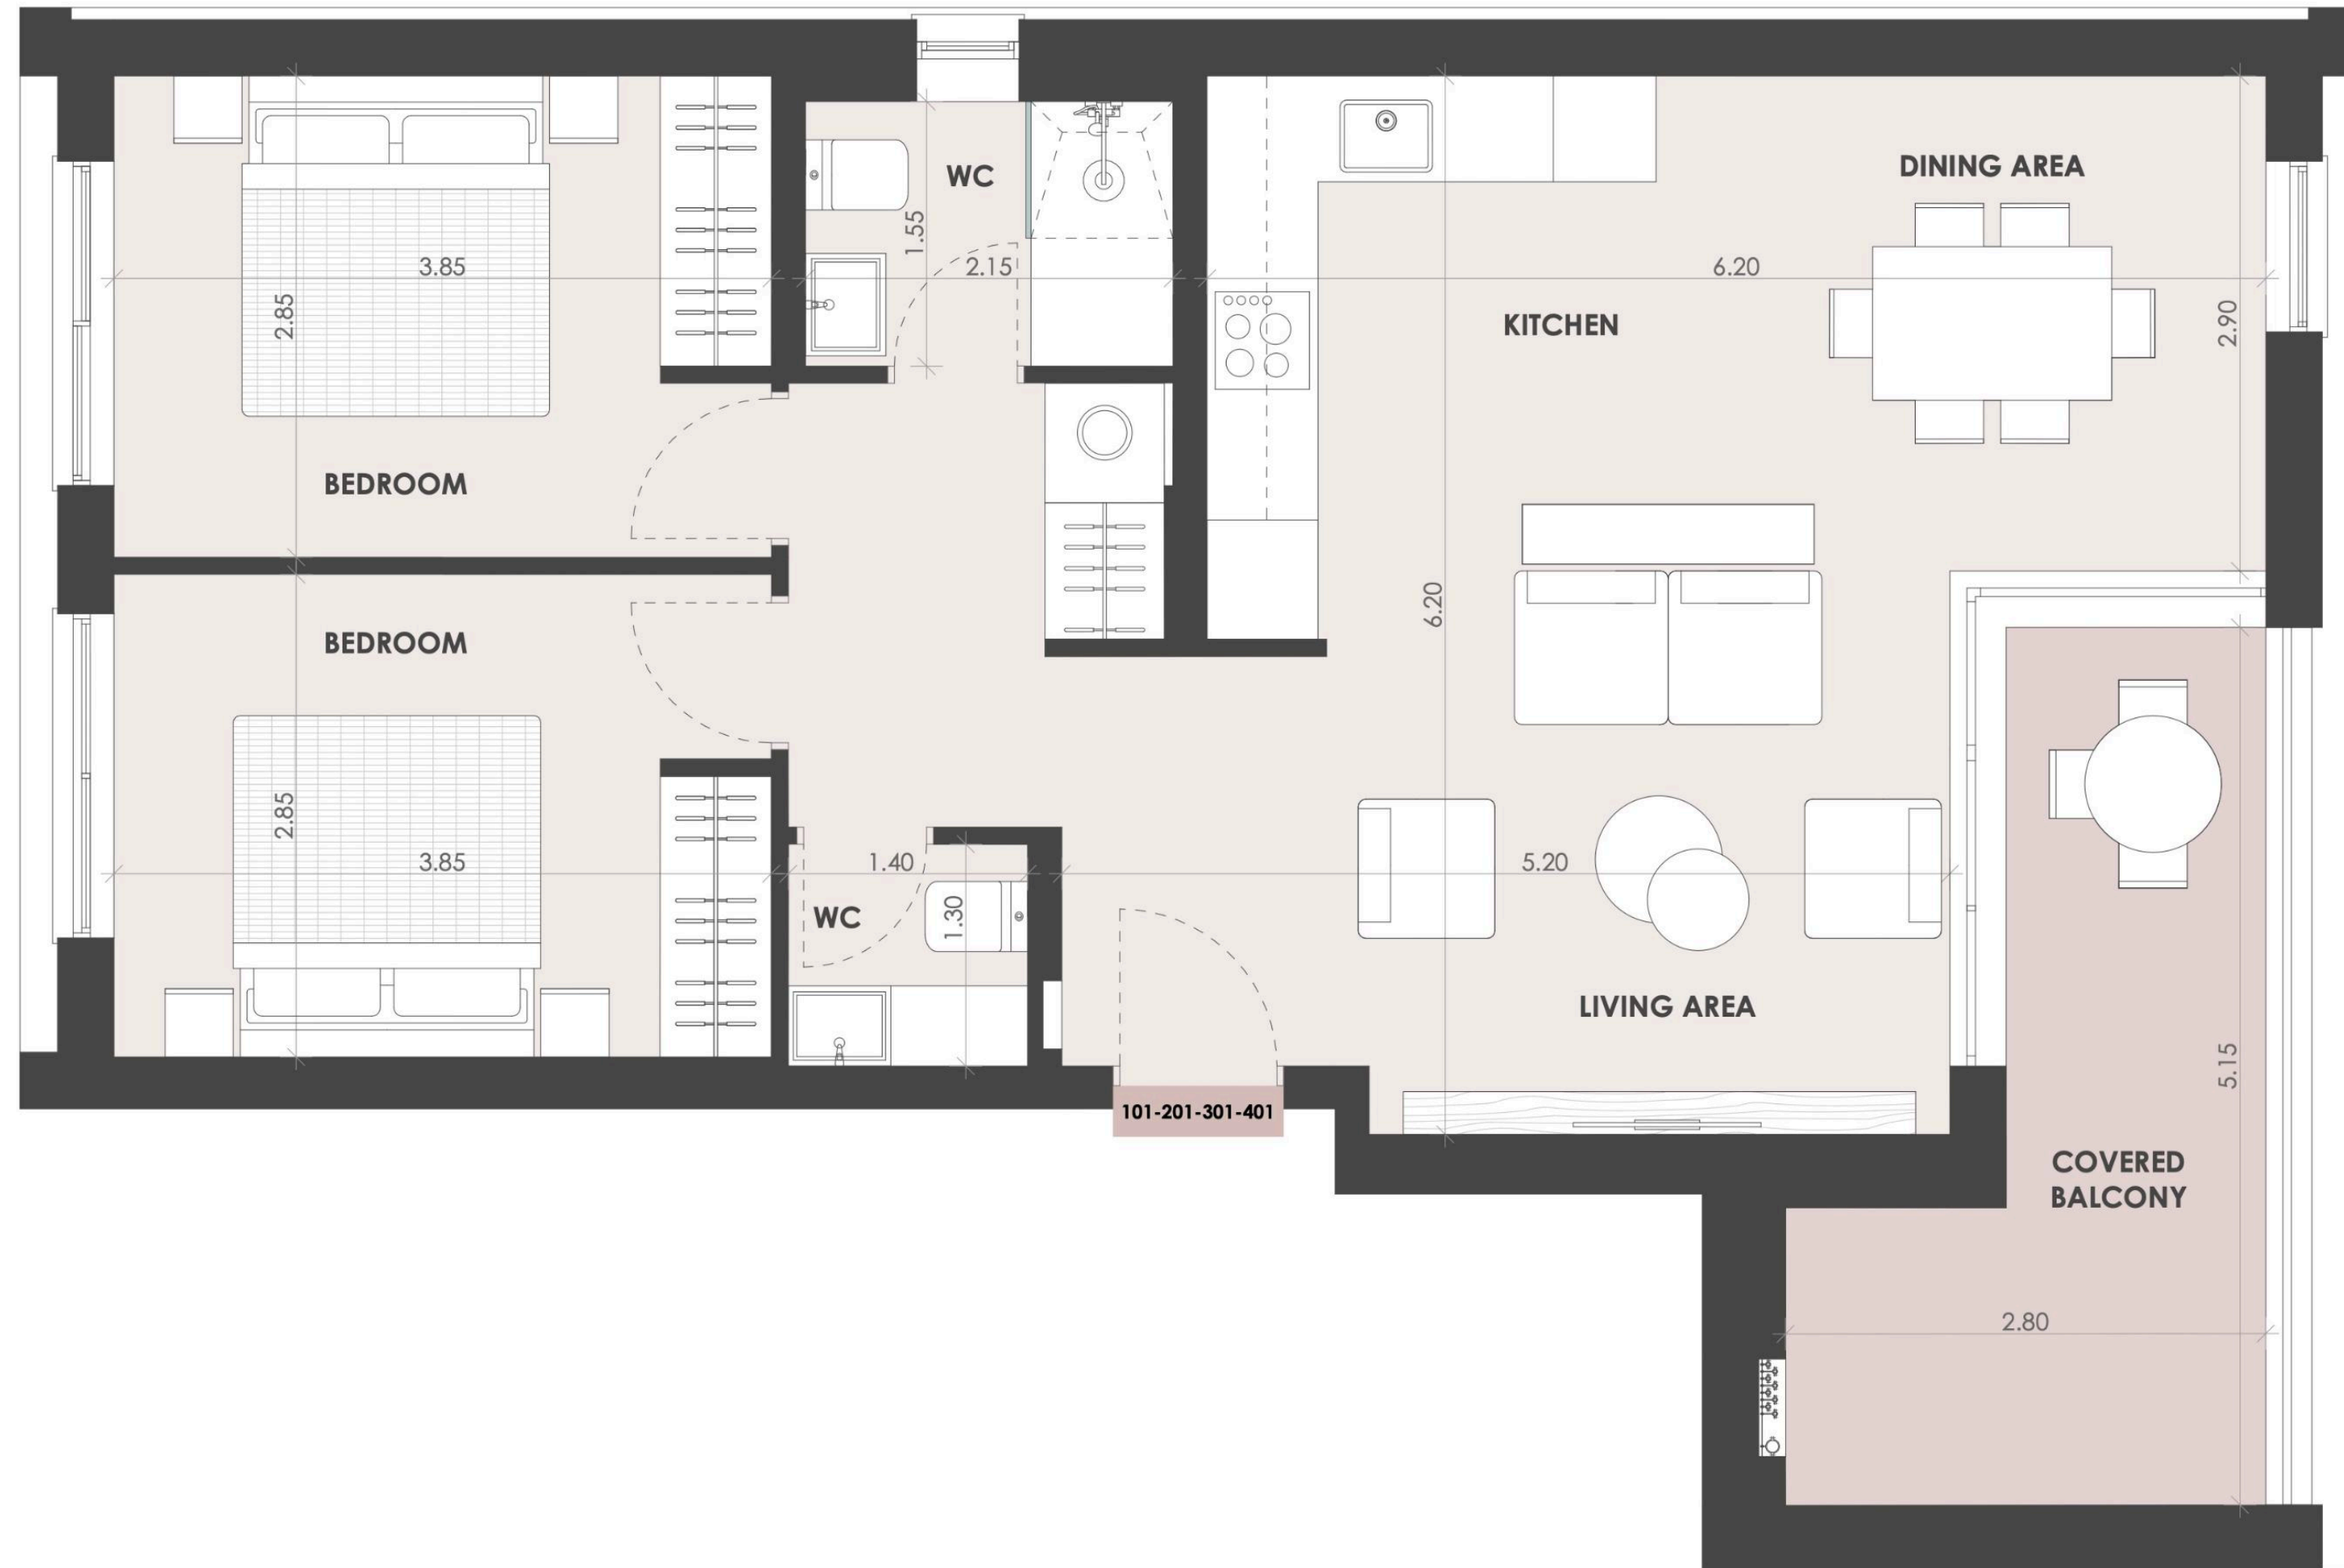 WC
DINING AREA
1.55
3.85
2.15
6.20
2.85
2.90
KITCHEN
BEDROOM
6.20
BEDROOM
2.85
3.85
1.40
5.20
WC
1.30
LIVING AREA
5.15
101-201-301-401
COVERED
BALCONY
2.80